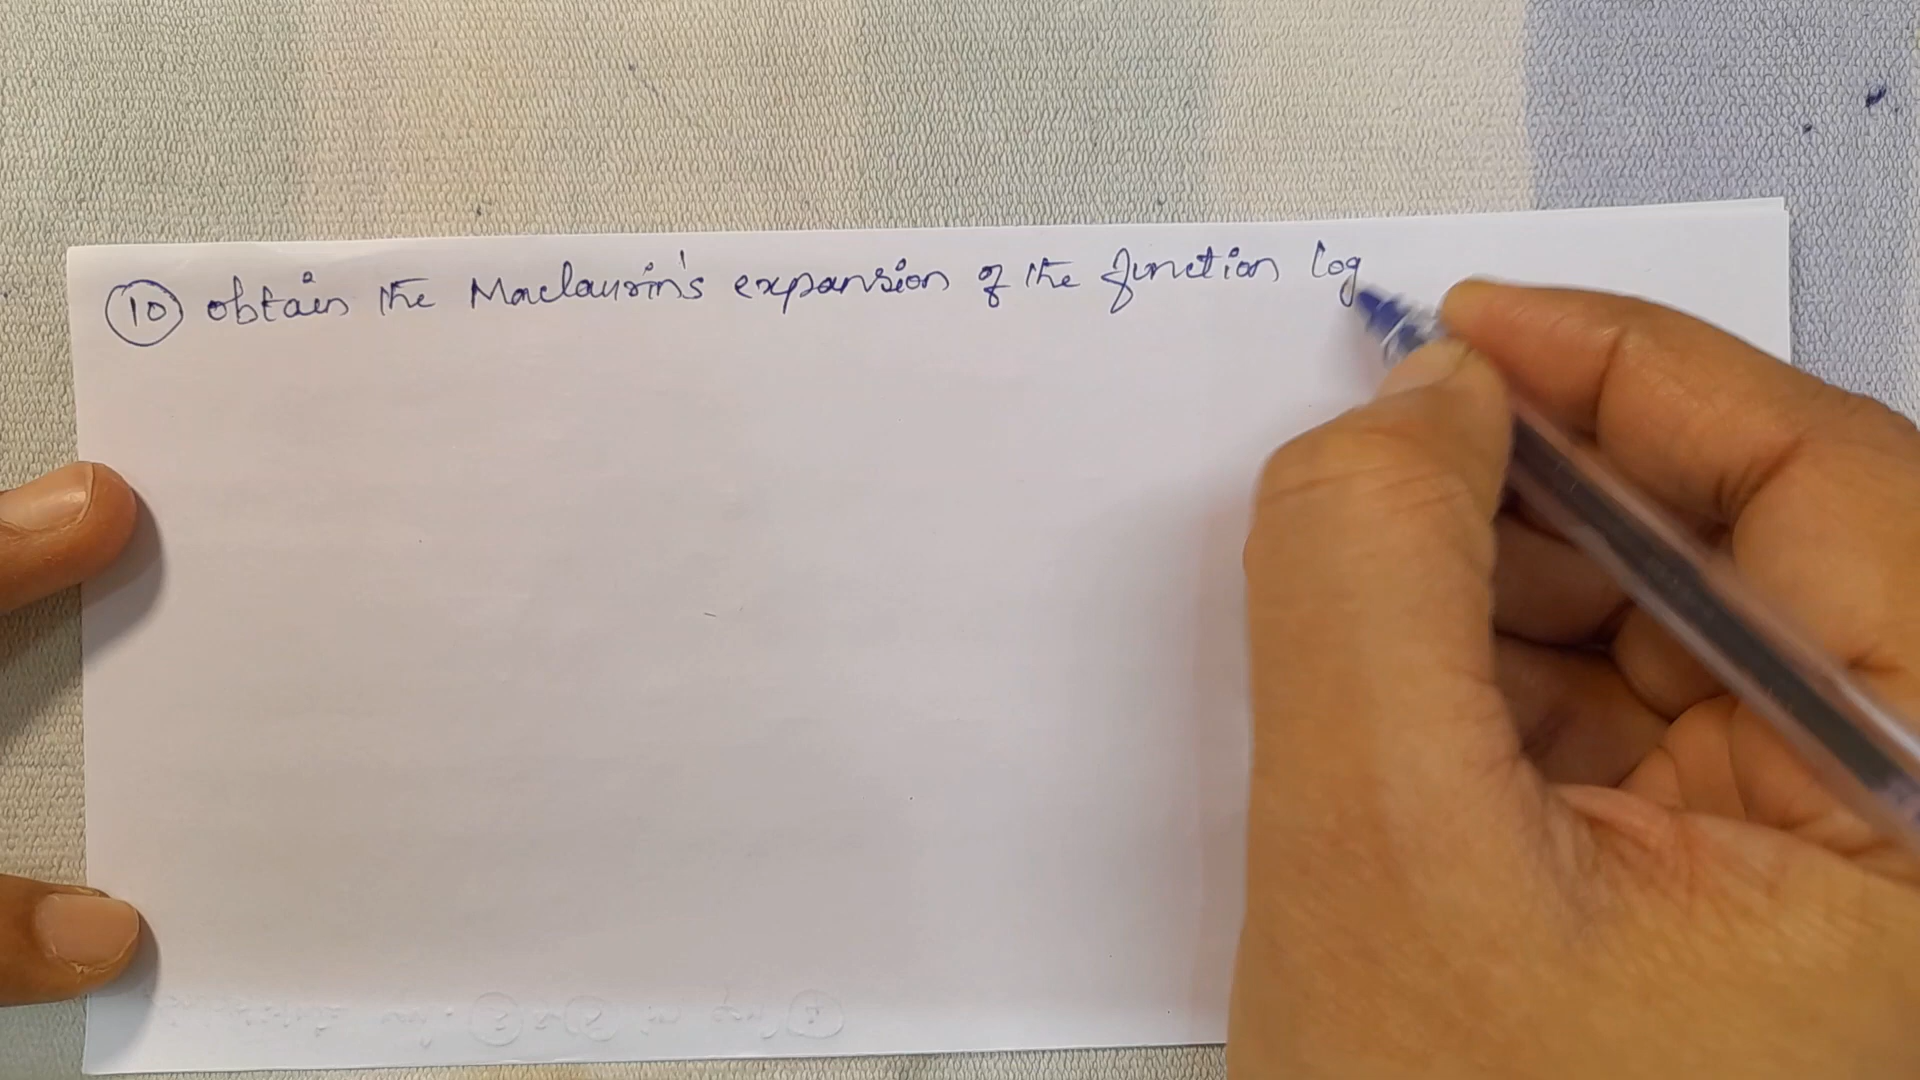 10 obtain the Maclaurin's expansion of the function log